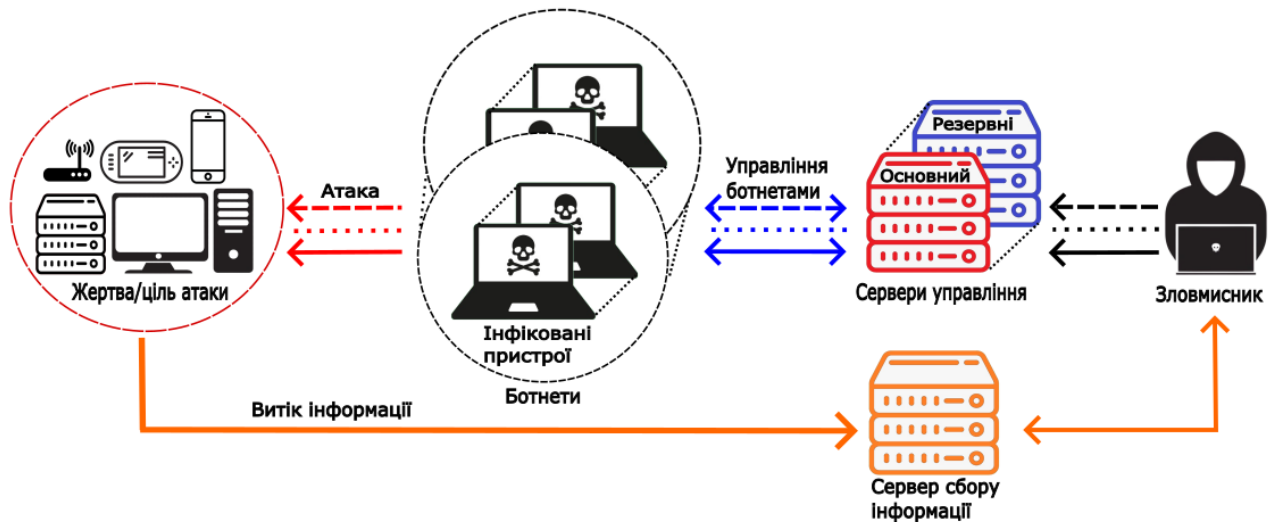 Резервні
Основний
Управління
ботнетами
Атака
Жертва/ціль атаки
Сервери управління
Зловмисник
Інфіковані
пристрої
Ботнети
Витік інформації
Сервер сбору
інформації